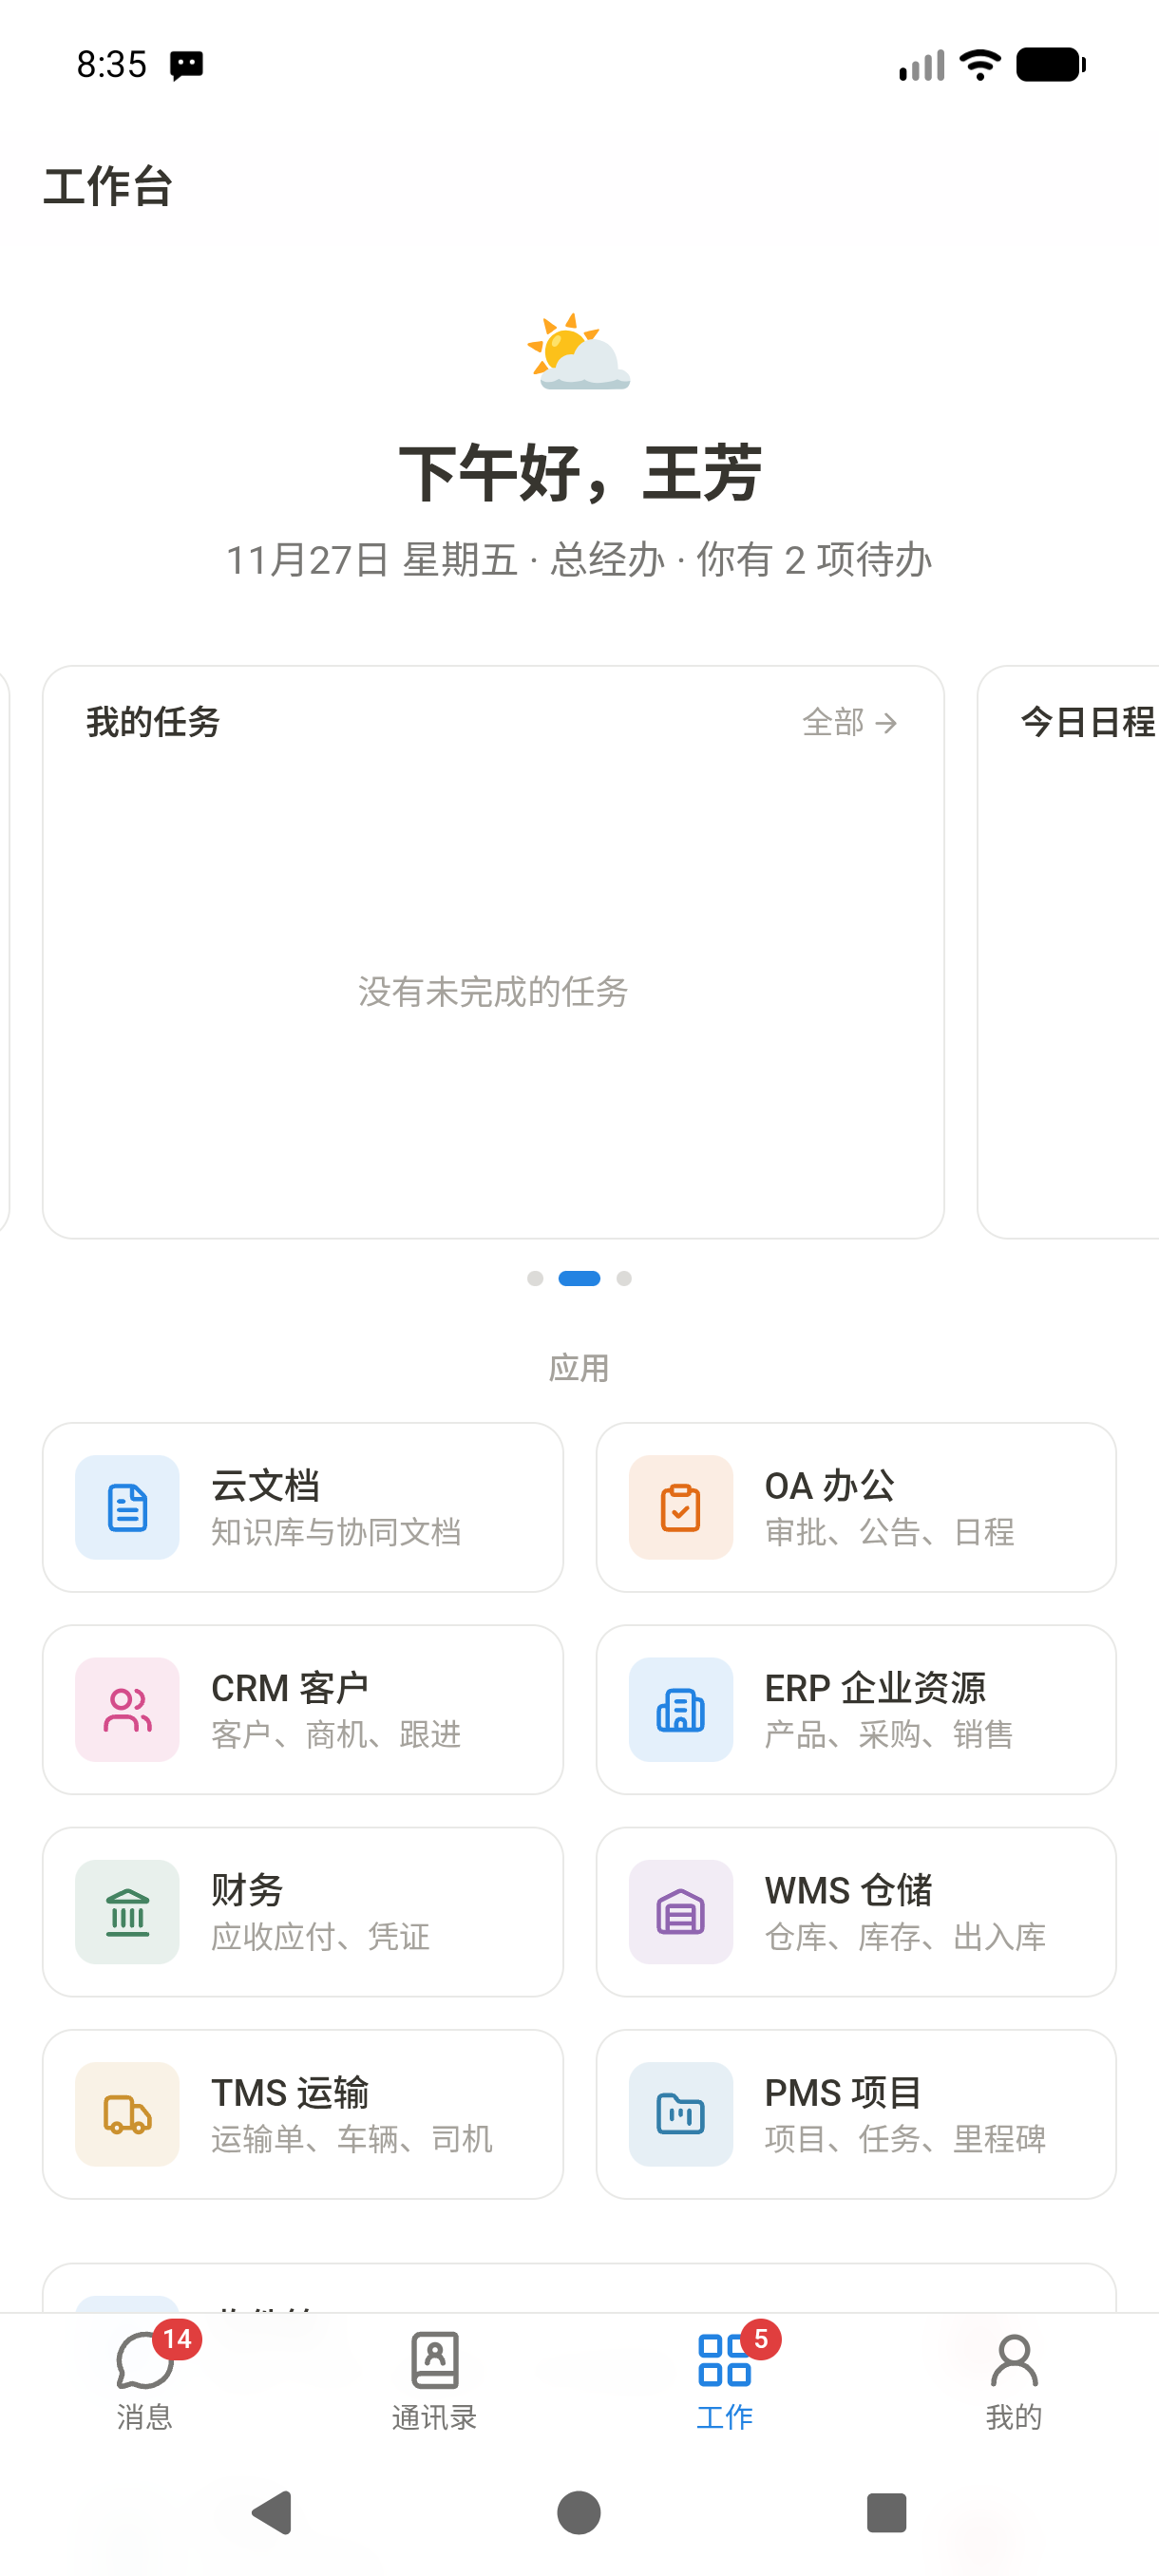 8:35
工作台
下午好，王芳
11月27日 星期五 · 总经办 · 你有 2 项待办
我的任务
全部 →
今日日程
没有未完成的任务
应用
云文档
知识库与协同文档
OA 办公
审批、公告、日程
CRM 客户
客户、商机、跟进
ERP 企业资源
产品、采购、销售
财务
应收应付、凭证
WMS 仓储
仓库、库存、出入库
TMS 运输
运输单、车辆、司机
PMS 项目
项目、任务、里程碑
14
5
消息
通讯录
工作
我的